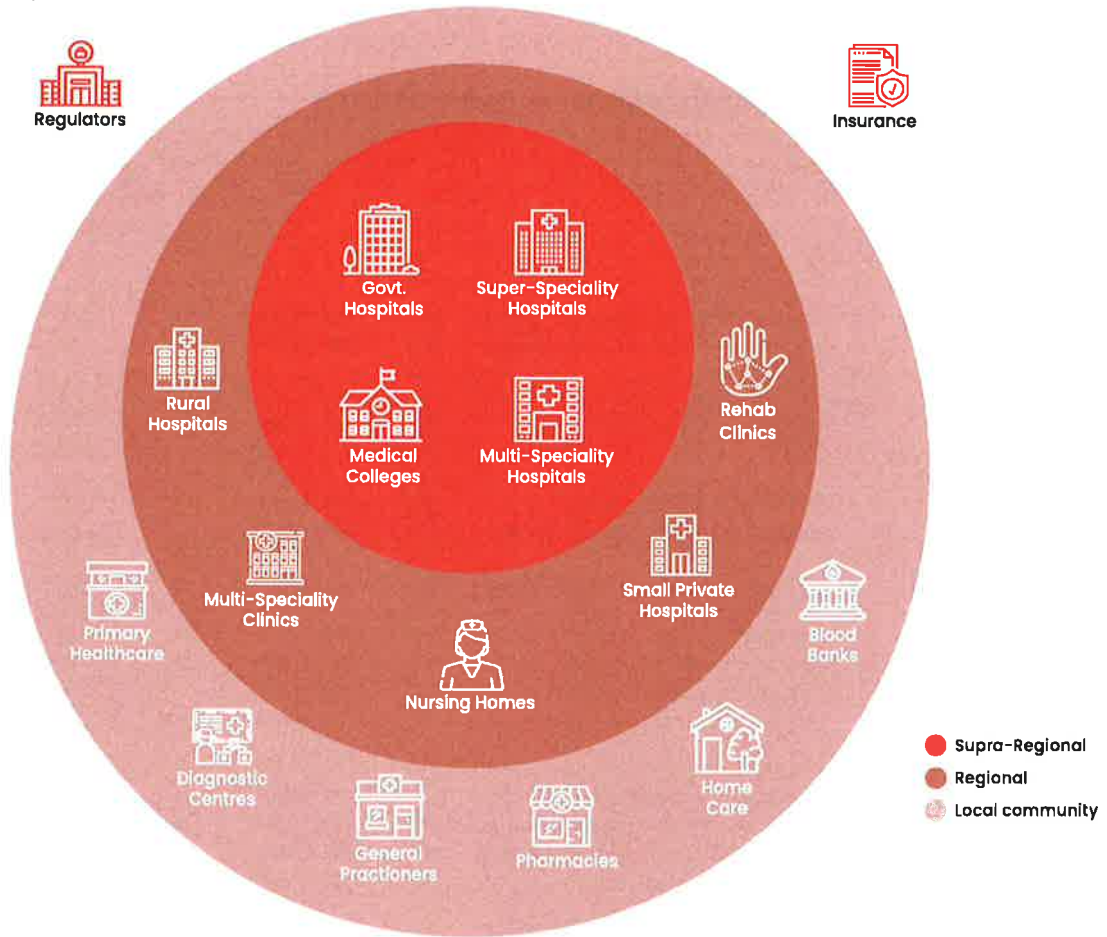 Regulators
Insurance
Govt.
Hospitals
Super-Speciality
Hospitals
Rural
Hospitals
Medical
Colleges
Multi-Speciality
Hospitals
Rehab
Clinics
Multi-Speciality
Clinics
Small Private
Hospitals
Nursing Homes
Primary
Healthcare
Blood
Banks
Diagnostic
Centres
General
Practioners
Pharmacies
Home
Care
Supra-Regional
Regional
Local community